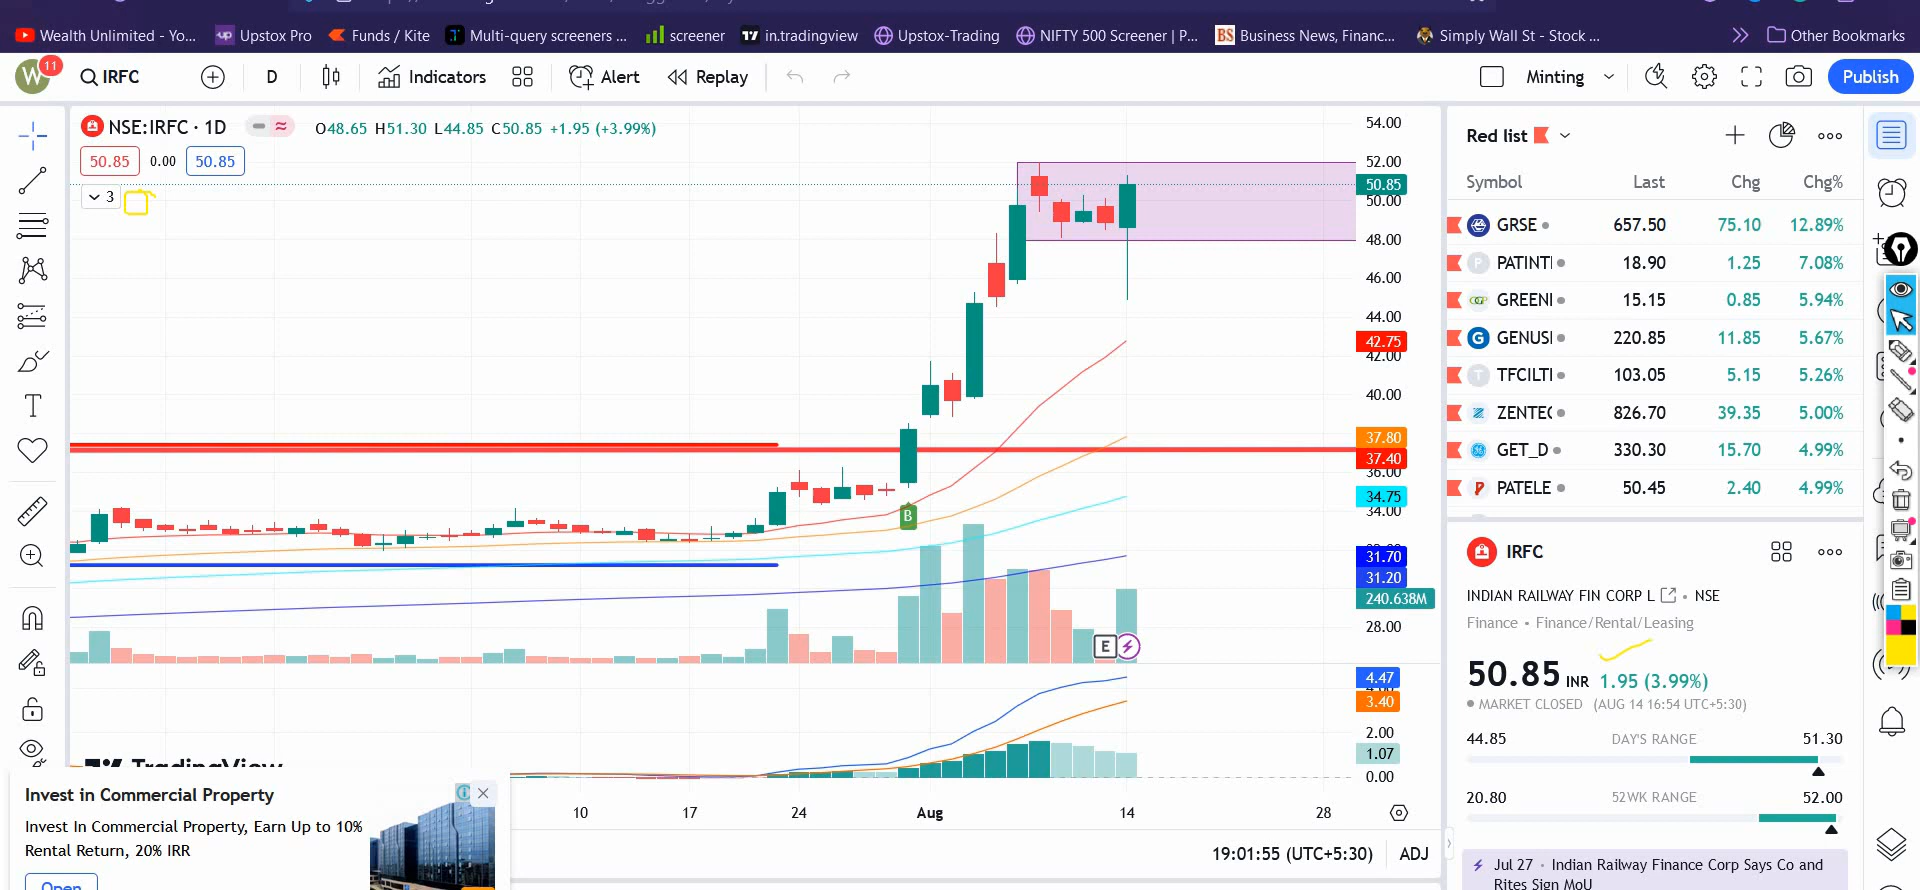 Wealth Unlimited - Yo...
Upstox Pro
Funds / Kite
Multi-query screeners ...
screener
in.tradingview
Upstox-Trading
NIFTY 500 Screener | P...
BS Business News, Financ...
Simply Wall St - Stock ...
Other Bookmarks
W 11
IRFC
D
Indicators
Alert
Replay
Minting
Publish
NSE:IRFC · 1D
O48.65 H51.30 L44.85 C50.85 +1.95 (+3.99%)
50.85 0.00 50.85
3
54.00
52.00
50.85
50.00
48.00
46.00
44.00
42.75
42.00
40.00
37.80
37.40
36.00
34.75
34.00
31.70
31.20
240.638M
28.00
B
E
4.47
3.40
2.00
1.07
0.00
TradingView
10 17 24 Aug 14 28
19:01:55 (UTC+5:30) ADJ
Invest in Commercial Property
Invest In Commercial Property, Earn Up to 10%
Rental Return, 20% IRR
Open
Red list
Symbol Last Chg Chg%
GRSE 657.50 75.10 12.89%
P PATINTI 18.90 1.25 7.08%
GREENI 15.15 0.85 5.94%
G GENUSI 220.85 11.85 5.67%
T TFCILTI 103.05 5.15 5.26%
ZENTEC 826.70 39.35 5.00%
GET_D 330.30 15.70 4.99%
PATELE 50.45 2.40 4.99%
IRFC
INDIAN RAILWAY FIN CORP L • NSE
Finance • Finance/Rental/Leasing
50.85 INR 1.95 (3.99%)
MARKET CLOSED (AUG 14 16:54 UTC+5:30)
44.85 DAY'S RANGE 51.30
20.80 52WK RANGE 52.00
Jul 27 · Indian Railway Finance Corp Says Co and
Rites Sign MoU